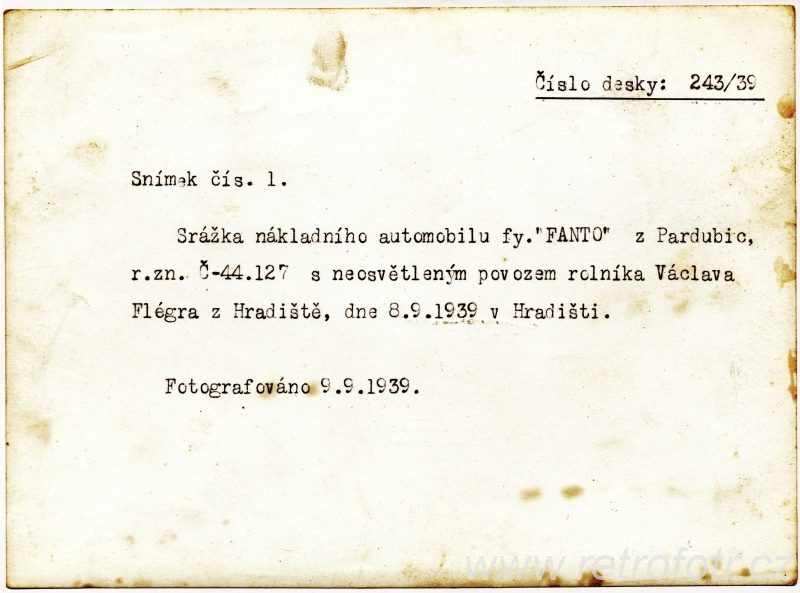 Číslo desky: 243/39
Snímek čís. 1.
Srážka nákladního automobilu fy."FANTO" z Pardubic,
r.zn. Č-44.127 s neosvětleným povozem rolníka Václava
Flégra z Hradiště, dne 8.9.1939 v Hradišti.
Fotografováno 9.9.1939.
www.retrofotr.cz